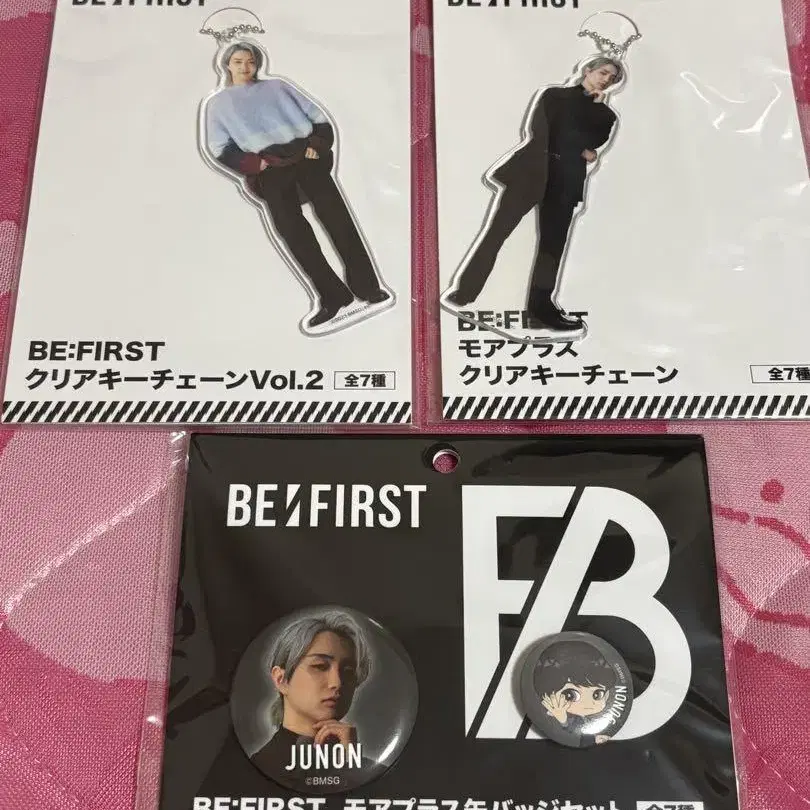 BE:FIRST
BE:FIRST
BE:FIRST
クリアキーチェーンVol.2 全7種
BE:FIRST
モアプラス
クリアキーチェーン 全7種
BE:FIRST
FB
JUNON
©BMSG
JUNON
BE:FIRST モアプラス缶バッジセット 全7種